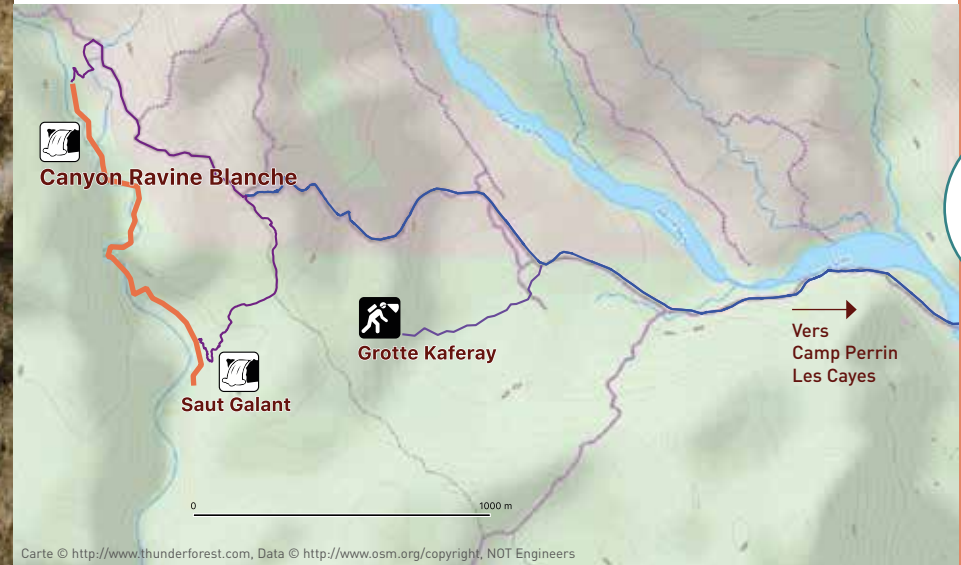 Canyon Ravine Blanche
Grotte Kaferay
Vers
Camp Perrin
Les Cayes
Saut Galant
0 1000 m
Carte © http://www.thunderforest.com, Data © http://www.osm.org/copyright, NOT Engineers